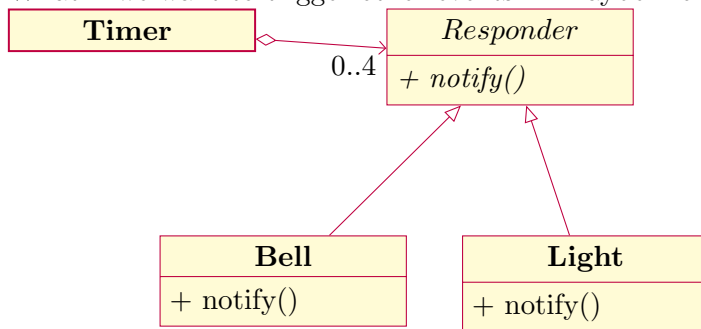 Timer
Responder
0..4
+ notify()
Bell
Light
+ notify()
+ notify()